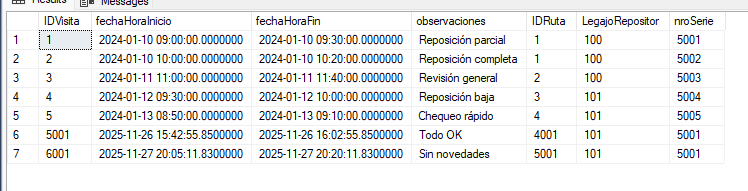 Results Messages
IDVisita fechaHoraInicio fechaHoraFin observaciones IDRuta LegajoRepositor nroSerie
1 1 2024-01-10 09:00:00.0000000 2024-01-10 09:30:00.0000000 Reposición parcial 1 100 5001
2 2 2024-01-10 10:00:00.0000000 2024-01-10 10:20:00.0000000 Reposición completa 1 100 5002
3 3 2024-01-11 11:00:00.0000000 2024-01-11 11:40:00.0000000 Revisión general 2 100 5003
4 4 2024-01-12 09:30:00.0000000 2024-01-12 10:00:00.0000000 Reposición baja 3 101 5004
5 5 2024-01-13 08:50:00.0000000 2024-01-13 09:10:00.0000000 Chequeo rápido 4 101 5005
6 5001 2025-11-26 15:42:55.8500000 2025-11-26 16:02:55.8500000 Todo OK 4001 101 5001
7 6001 2025-11-27 20:05:11.8300000 2025-11-27 20:20:11.8300000 Sin novedades 5001 101 5001